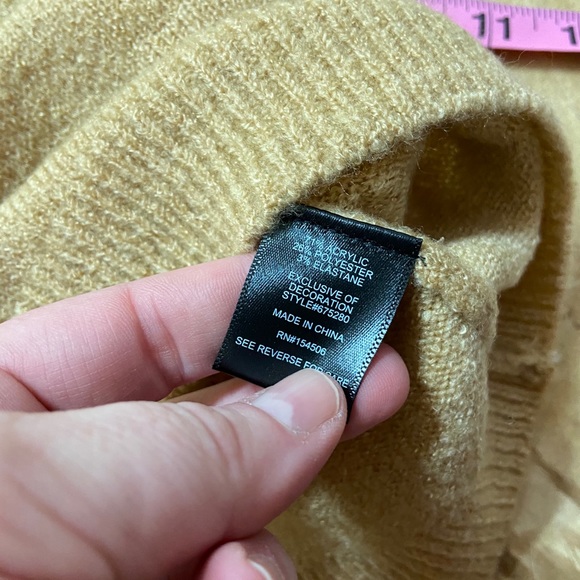 71% ACRYLIC
26% POLYESTER
3% ELASTANE
EXCLUSIVE OF
DECORATION
STYLE#675280
MADE IN CHINA
RN#154506
SEE REVERSE FOR CARE
11